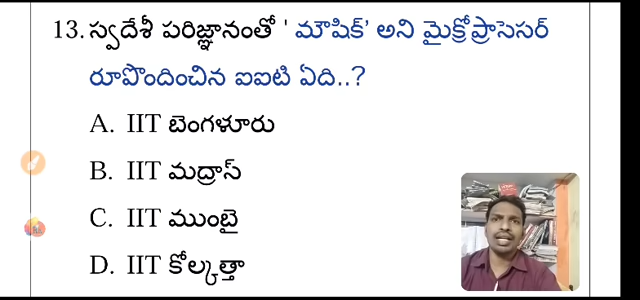 13. స్వదేశీ పరిజ్ఞానంతో ' మౌషిక్' అని మైక్రోప్రాసెసర్
రూపొందించిన ఐఐటి ఏది..?
A. IIT బెంగళూరు
B. IIT మద్రాస్
C. IIT ముంబై
D. IIT కోల్కత్తా